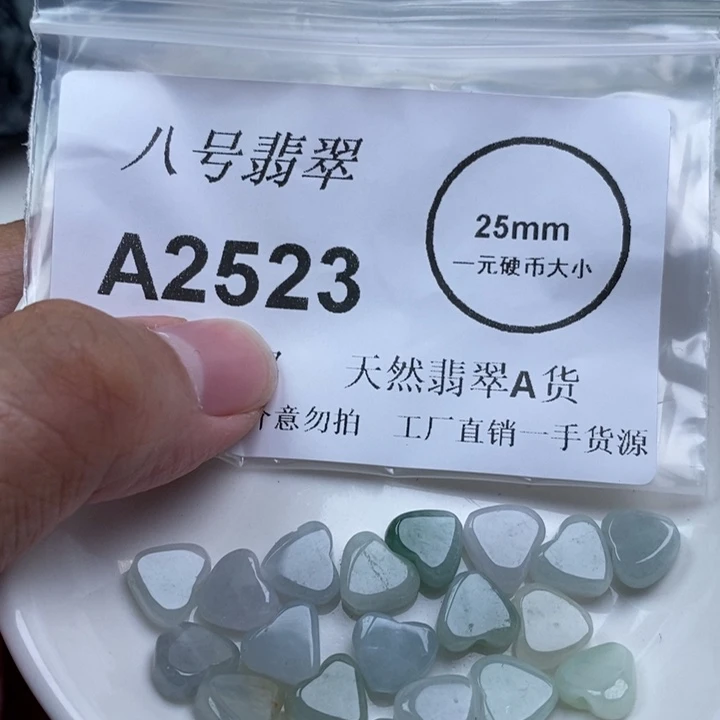 八号翡翠
A2523
25mm
一元硬币大小
天然翡翠A货
介意勿拍 工厂直销一手货源